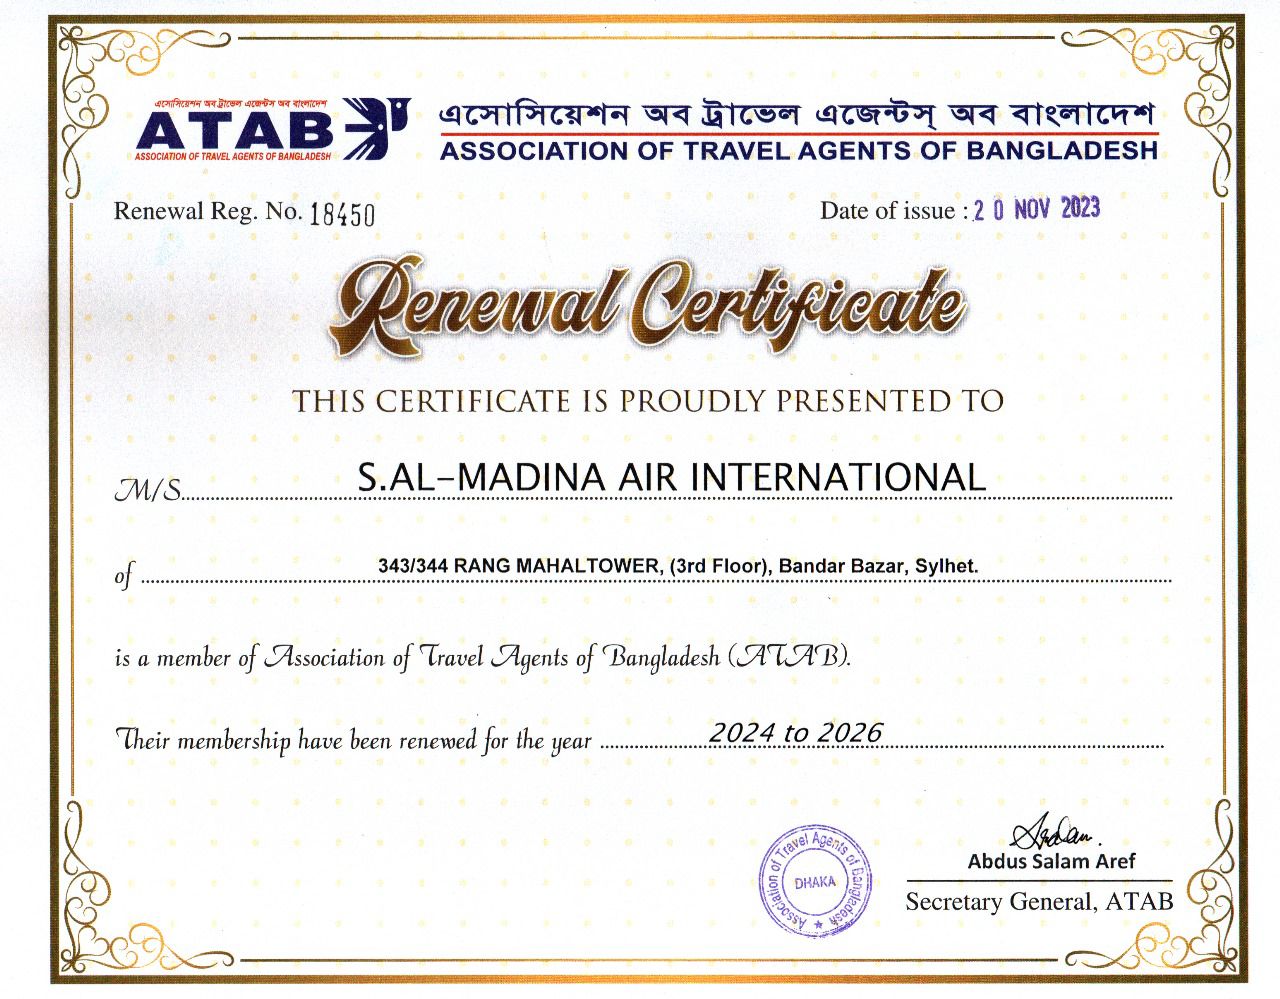 এসোসিয়েশন অব ট্রাভেল এজেন্টস অব বাংলাদেশ
ATAB
ASSOCIATION OF TRAVEL AGENTS OF BANGLADESH
এসোসিয়েশন অব ট্রাভেল এজেন্টস্ অব বাংলাদেশ
ASSOCIATION OF TRAVEL AGENTS OF BANGLADESH
Renewal Reg. No. 18450
Date of issue : 20 NOV 2023
Renewal Certificate
THIS CERTIFICATE IS PROUDLY PRESENTED TO
M/S S.AL-MADINA AIR INTERNATIONAL
of 343/344 RANG MAHALTOWER, (3rd Floor), Bandar Bazar, Sylhet.
is a member of Association of Travel Agents of Bangladesh (ATAB).
Their membership have been renewed for the year 2024 to 2026
Association of Travel Agents of Bangladesh
DHAKA
Abdus Salam Aref
Secretary General, ATAB